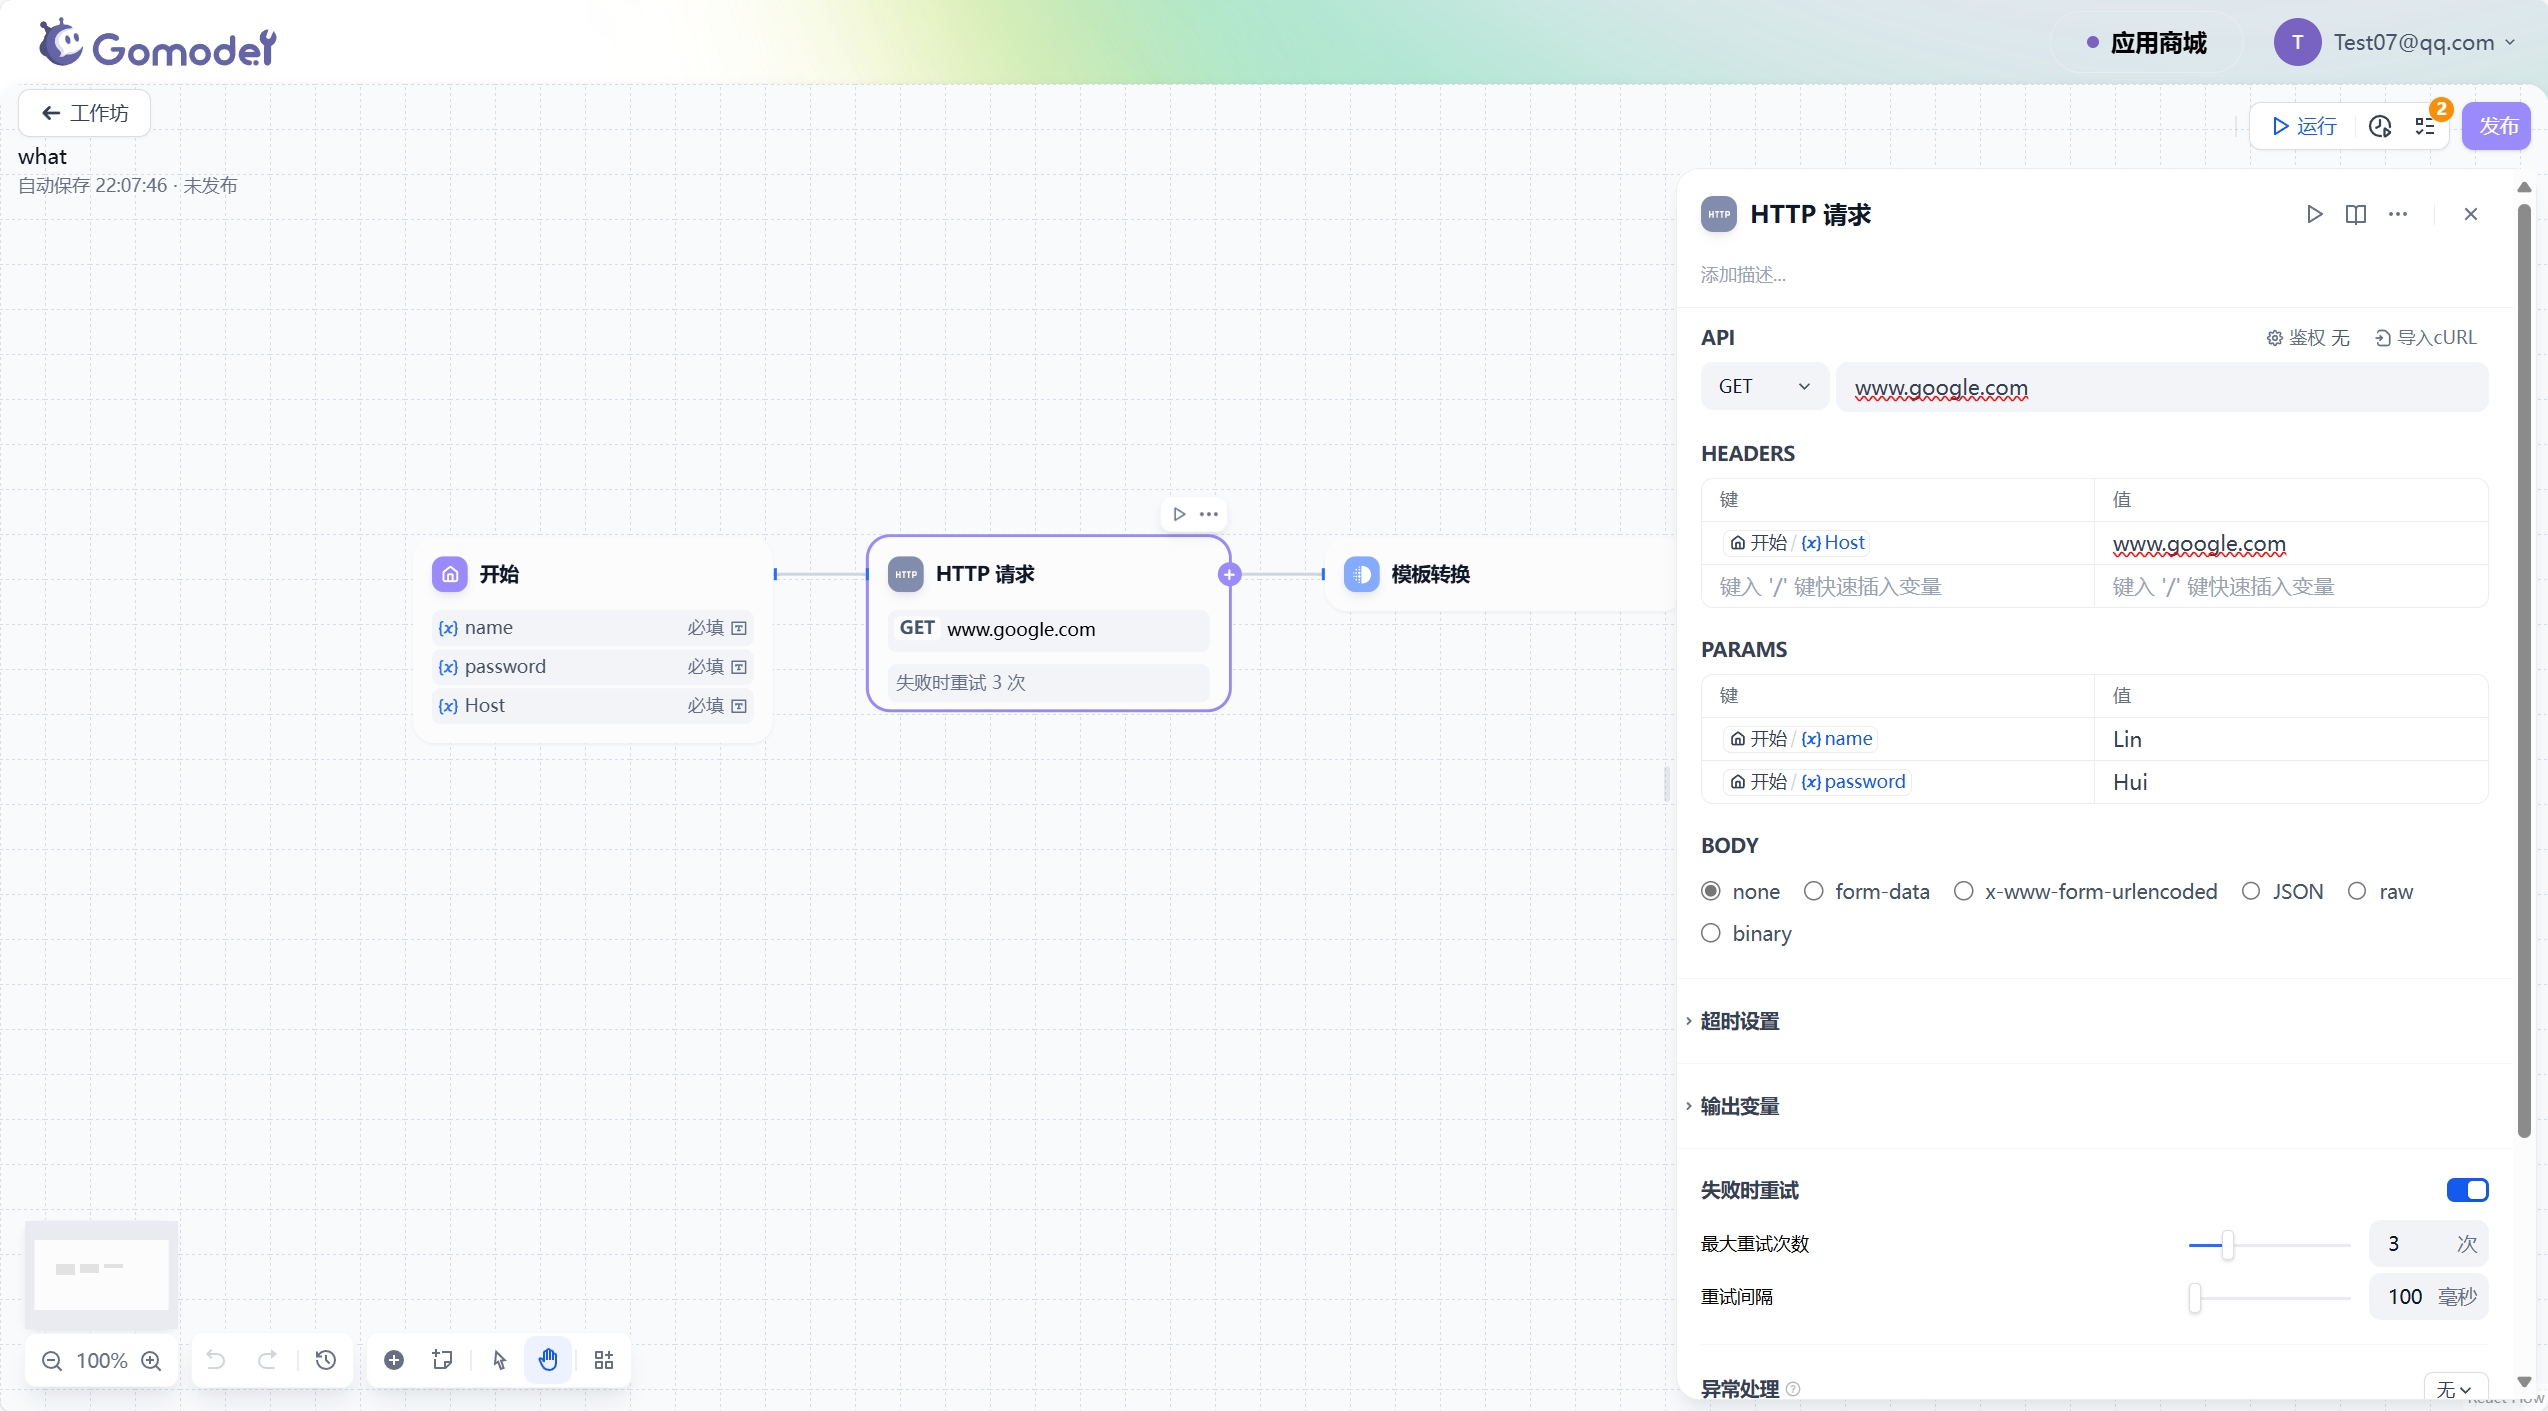 Gomodel
应用商城
T
Test07@qq.com
工作坊
what
自动保存 22:07:46 · 未发布
运行
2
发布
开始
{x} name 必填
{x} password 必填
{x} Host 必填
HTTP
HTTP 请求
GET www.google.com
失败时重试 3 次
模板转换
HTTP
HTTP 请求
添加描述...
API
鉴权 无
导入cURL
GET
www.google.com
HEADERS
键 值
开始 / {x} Host www.google.com
键入 '/' 键快速插入变量 键入 '/' 键快速插入变量
PARAMS
键 值
开始 / {x} name Lin
开始 / {x} password Hui
BODY
none form-data x-www-form-urlencoded JSON raw
binary
超时设置
输出变量
失败时重试
最大重试次数 3 次
重试间隔 100 毫秒
异常处理 无
100%